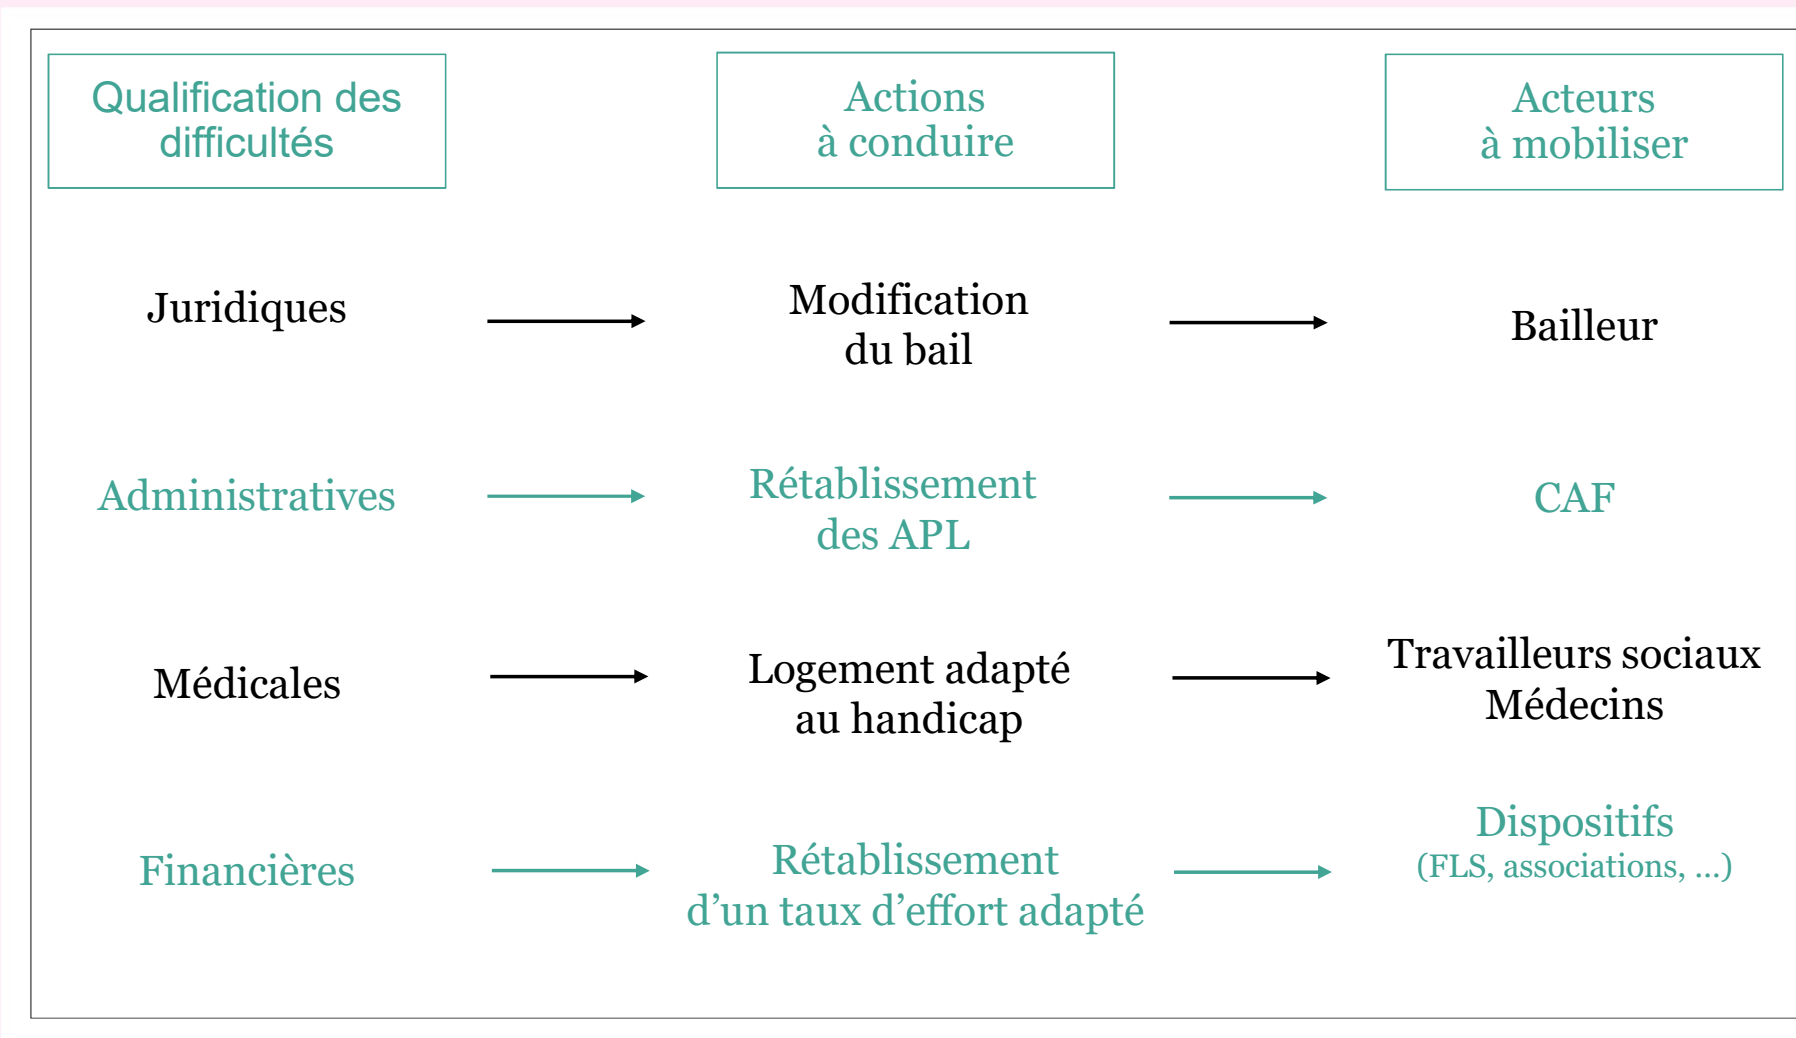 Qualification des
difficultés
Actions
à conduire
Acteurs
à mobiliser
Juridiques
Modification
du bail
Bailleur
Administratives
Rétablissement
des APL
CAF
Médicales
Logement adapté
au handicap
Travailleurs sociaux
Médecins
Financières
Rétablissement
d’un taux d’effort adapté
Dispositifs
(FLS, associations, ...)